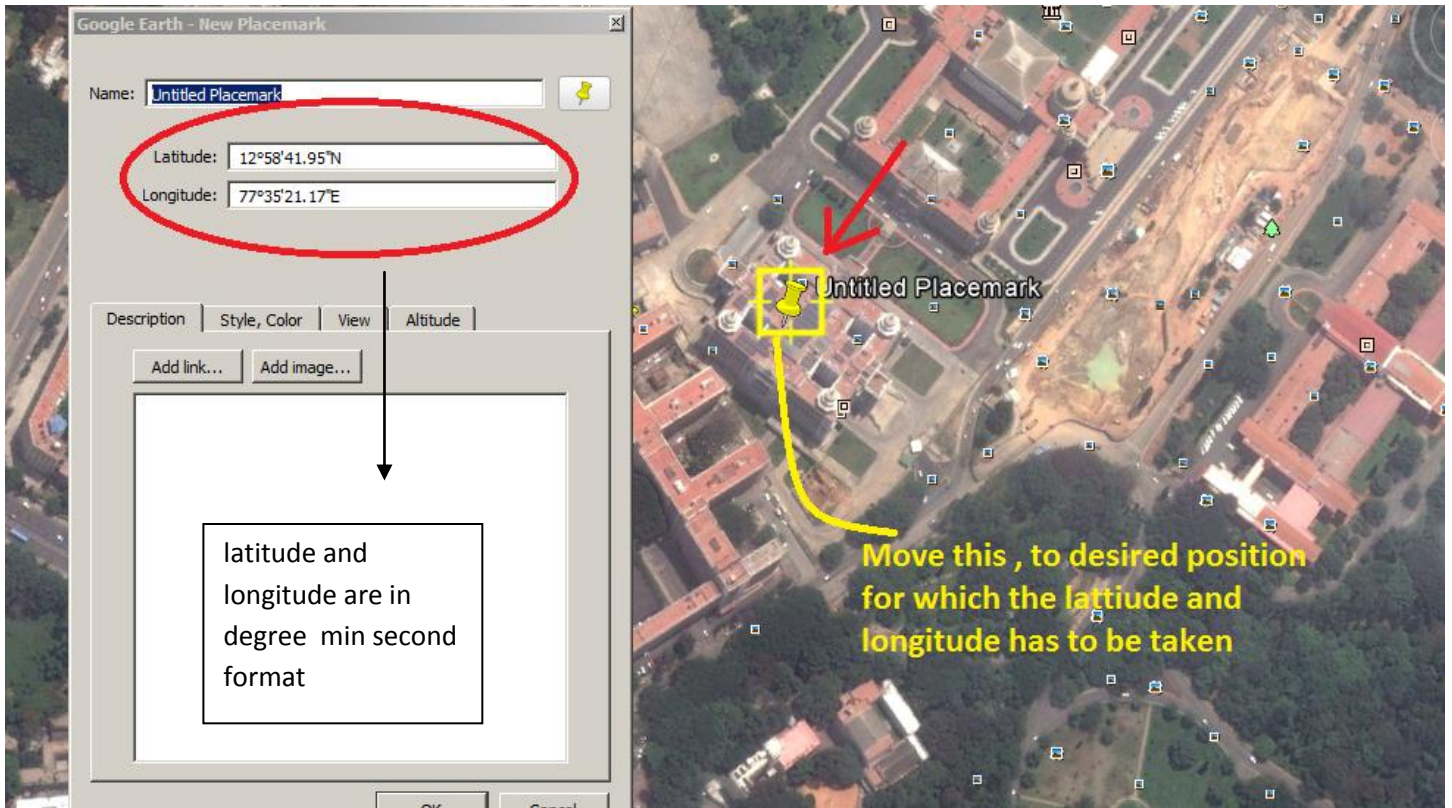 Google Earth - New Placemark
Name: Untitled Placemark
Latitude: 12°58'41.95"N
Longitude: 77°35'21.17"E
Description Style, Color View Altitude
Add link... Add image...
latitude and
longitude are in
degree min second
format
Untitled Placemark
Move this , to desired position
for which the lattiude and
longitude has to be taken
OK Cancel